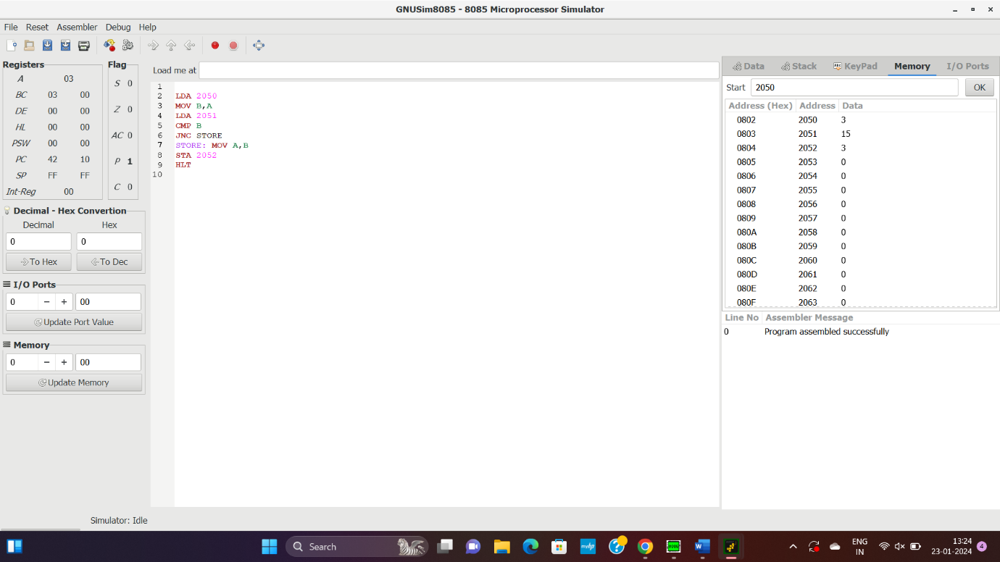 GNUSim8085 - 8085 Microprocessor Simulator
File Reset Assembler Debug Help
Registers
A 03
BC 03 00
DE 00 00
HL 00 00
PSW 00 00
PC 42 10
SP FF FF
Int-Reg 00
Flag
S 0
Z 0
AC 0
P 1
C 0
Decimal - Hex Convertion
Decimal Hex
0 0
To Hex To Dec
I/O Ports
0 − + 00
Update Port Value
Memory
0 − + 00
Update Memory
Load me at
1
2 LDA 2050
3 MOV B,A
4 LDA 2051
5 CMP B
6 JNC STORE
7 STORE: MOV A,B
8 STA 2052
9 HLT
10
Data Stack Abc KeyPad Memory I/O Ports
Start 2050 OK
Address (Hex) Address Data
0802 2050 3
0803 2051 15
0804 2052 3
0805 2053 0
0806 2054 0
0807 2055 0
0808 2056 0
0809 2057 0
080A 2058 0
080B 2059 0
080C 2060 0
080D 2061 0
080E 2062 0
080F 2063 0
Line No Assembler Message
0 Program assembled successfully
Simulator: Idle
Search
myhp
W
ENG
IN
13:24
23-01-2024
4